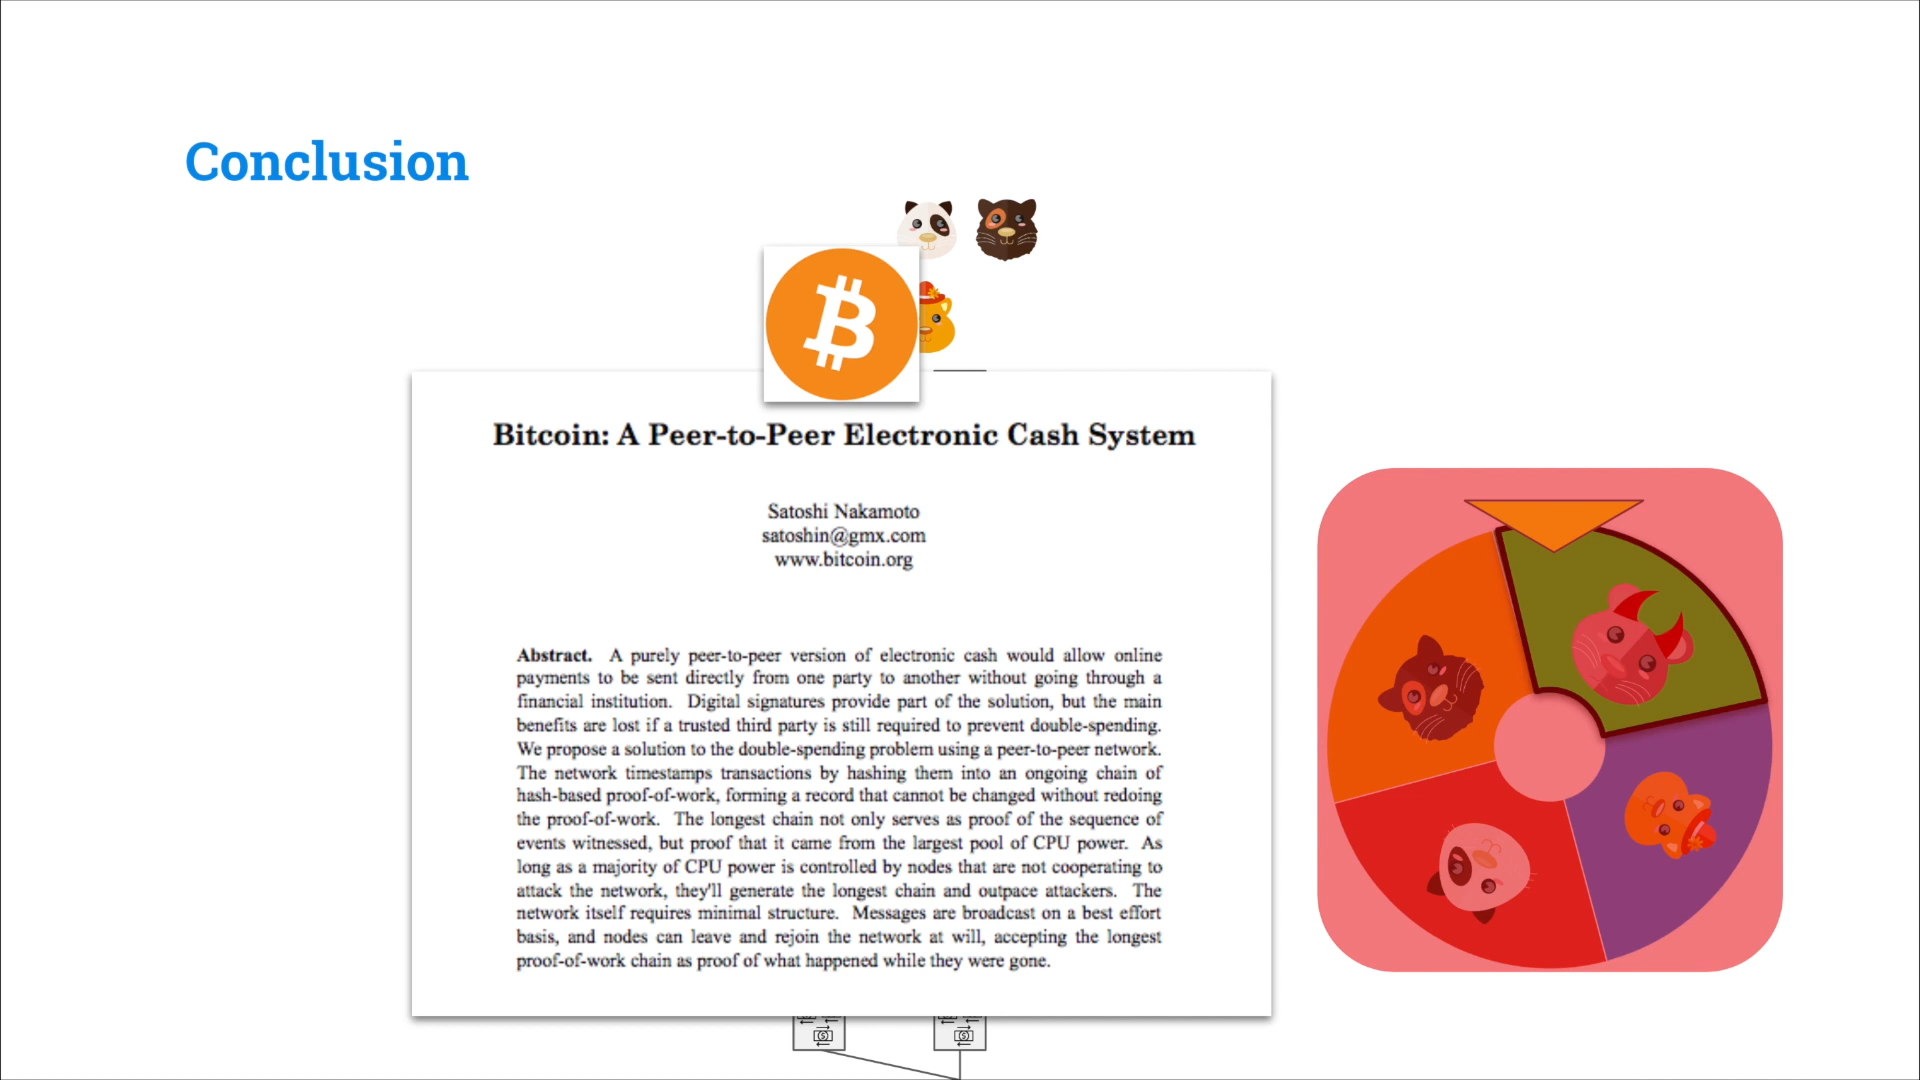 Conclusion
Bitcoin: A Peer-to-Peer Electronic Cash System
Satoshi Nakamoto
satoshin@gmx.com
www.bitcoin.org
Abstract. A purely peer-to-peer version of electronic cash would allow online
payments to be sent directly from one party to another without going through a
financial institution. Digital signatures provide part of the solution, but the main
benefits are lost if a trusted third party is still required to prevent double-spending.
We propose a solution to the double-spending problem using a peer-to-peer network.
The network timestamps transactions by hashing them into an ongoing chain of
hash-based proof-of-work, forming a record that cannot be changed without redoing
the proof-of-work. The longest chain not only serves as proof of the sequence of
events witnessed, but proof that it came from the largest pool of CPU power. As
long as a majority of CPU power is controlled by nodes that are not cooperating to
attack the network, they'll generate the longest chain and outpace attackers. The
network itself requires minimal structure. Messages are broadcast on a best effort
basis, and nodes can leave and rejoin the network at will, accepting the longest
proof-of-work chain as proof of what happened while they were gone.